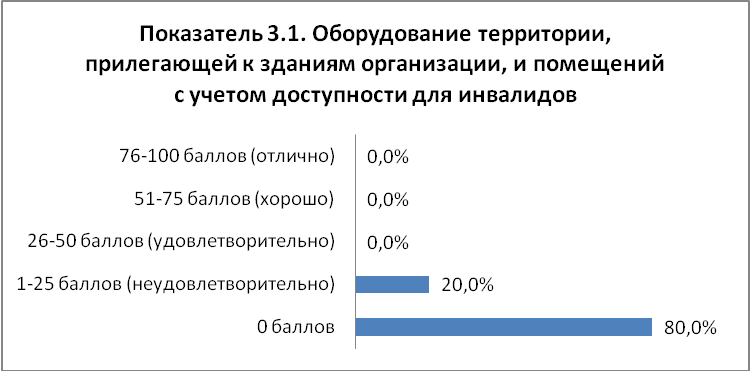 Показатель 3.1. Оборудование территории,
прилегающей к зданиям организации, и помещений
с учетом доступности для инвалидов
76-100 баллов (отлично) 0,0%
51-75 баллов (хорошо) 0,0%
26-50 баллов (удовлетворительно) 0,0%
1-25 баллов (неудовлетворительно) 20,0%
0 баллов 80,0%